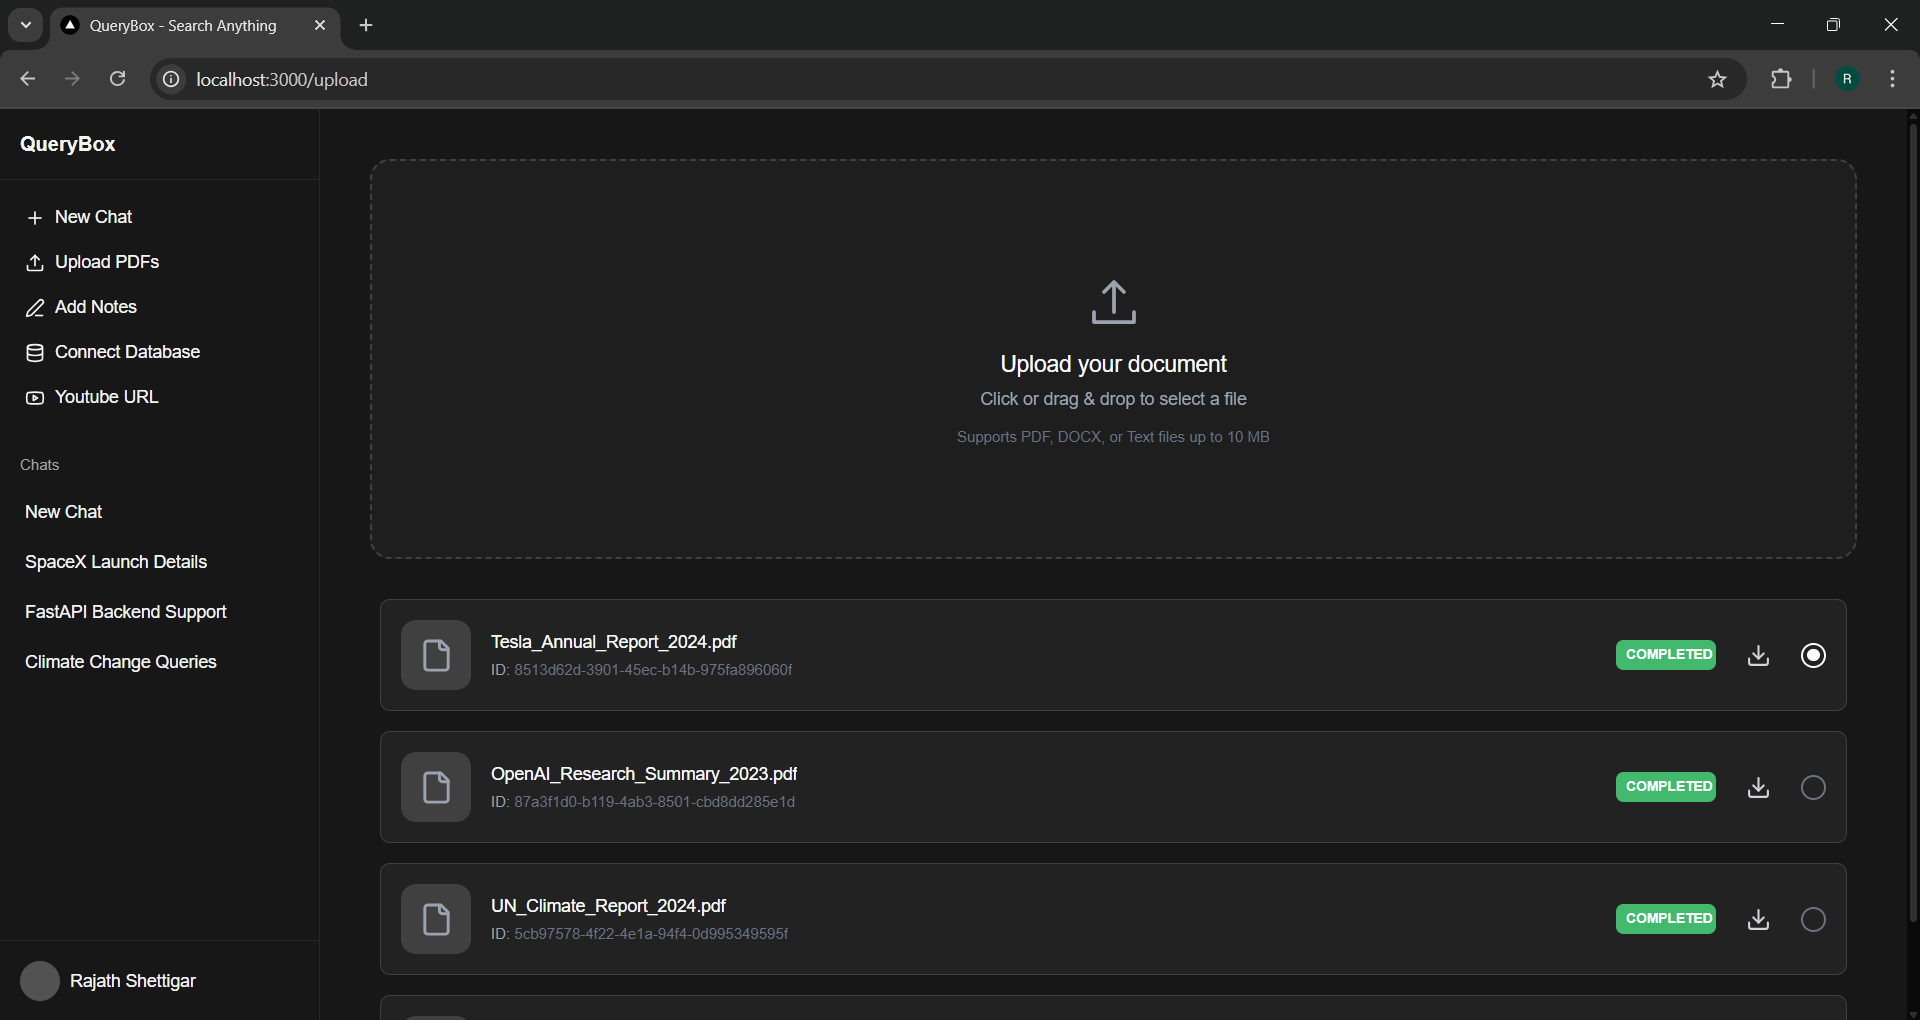 QueryBox - Search Anything
localhost:3000/upload
R
QueryBox
New Chat
Upload PDFs
Add Notes
Connect Database
Youtube URL
Chats
New Chat
SpaceX Launch Details
FastAPI Backend Support
Climate Change Queries
Rajath Shettigar
Upload your document
Click or drag & drop to select a file
Supports PDF, DOCX, or Text files up to 10 MB
Tesla_Annual_Report_2024.pdf
ID: 8513d62d-3901-45ec-b14b-975fa896060f
COMPLETED
OpenAI_Research_Summary_2023.pdf
ID: 87a3f1d0-b119-4ab3-8501-cbd8dd285e1d
COMPLETED
UN_Climate_Report_2024.pdf
ID: 5cb97578-4f22-4e1a-94f4-0d995349595f
COMPLETED